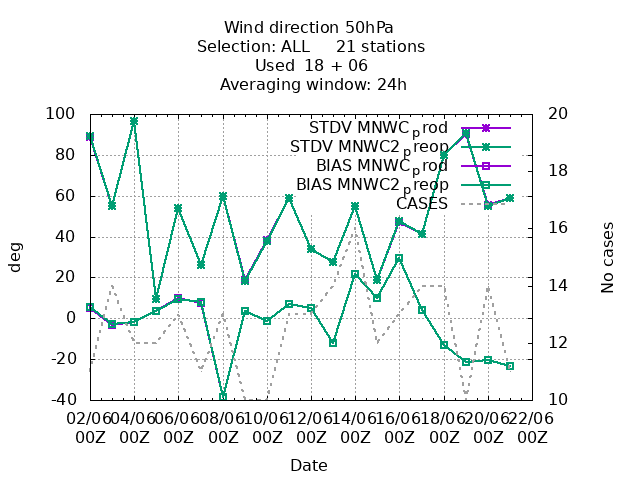 Wind direction 50hPa
Selection: ALL     21 stations
Used  18 + 06
Averaging window: 24h
100
80
60
40
20
0
-20
-40
deg
20
18
16
14
12
10
No cases
STDV MNWC_prod
STDV MNWC2_preop
BIAS MNWC_prod
BIAS MNWC2_preop
CASES
02/06 04/06 06/06 08/06 10/06 12/06 14/06 16/06 18/06 20/06 22/06
00Z 00Z 00Z 00Z 00Z 00Z 00Z 00Z 00Z 00Z 00Z
Date